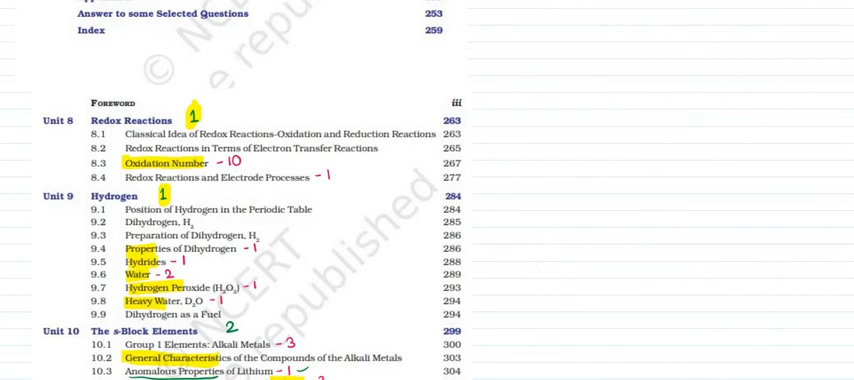 Answer to some Selected Questions 253
Index 259
© NCERT
e republished
FOREWORD iii
Unit 8 Redox Reactions 1 263
8.1 Classical Idea of Redox Reactions-Oxidation and Reduction Reactions 263
8.2 Redox Reactions in Terms of Electron Transfer Reactions 265
8.3 Oxidation Number - 10 267
8.4 Redox Reactions and Electrode Processes - 1 277
Unit 9 Hydrogen 1 284
9.1 Position of Hydrogen in the Periodic Table 284
9.2 Dihydrogen, H₂ 285
9.3 Preparation of Dihydrogen, H₂ 286
9.4 Properties of Dihydrogen - 1 286
9.5 Hydrides - 1 288
9.6 Water - 2 289
9.7 Hydrogen Peroxide (H₂O₂) - 1 293
9.8 Heavy Water, D₂O - 1 294
9.9 Dihydrogen as a Fuel 294
NCERT
republished
Unit 10 The s-Block Elements 2 299
10.1 Group 1 Elements: Alkali Metals - 3 300
10.2 General Characteristics of the Compounds of the Alkali Metals 303
10.3 Anomalous Properties of Lithium - 1 ✓ 304